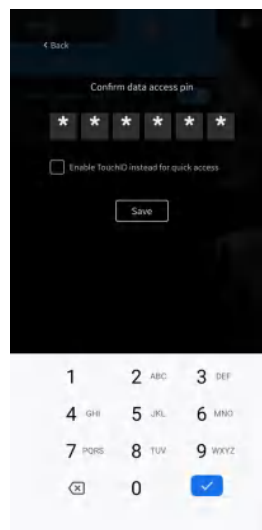 < Back
Confirm data access pin
* * * * * *
Enable TouchID instead for quick access
Save
1 2 ABC 3 DEF
4 GHI 5 JKL 6 MNO
7 PQRS 8 TUV 9 WXYZ
0